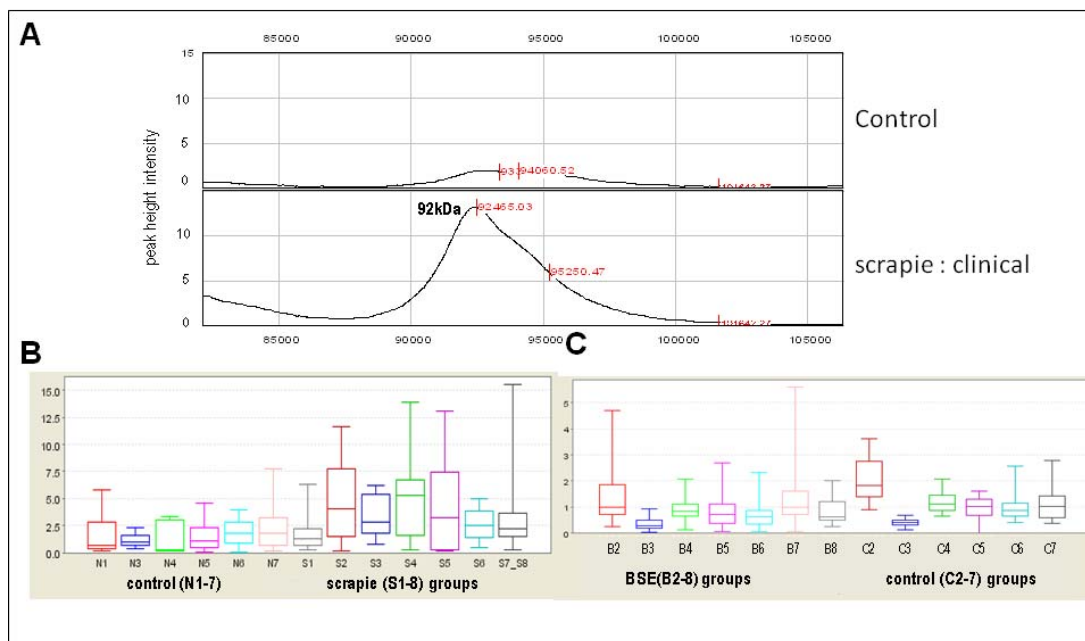 A
85000 90000 95000 100000 105000
15
10
5
0
94060.52
Control
peak height intensity
92kDa
92465.03
10
5
0
95250.47
101642.27
scrapie : clinical
85000 90000 95000 100000 105000
B
15.0
12.5
10.0
7.5
5.0
2.5
0.0
N1 N3 N4 N5 N6 N7 S1 S2 S3 S4 S5 S6 S7_S8
control (N1-7) scrapie (S1-8) groups
C
5
4
3
2
1
0
B2 B3 B4 B5 B6 B7 B8 C2 C3 C4 C5 C6 C7
BSE(B2-8) groups control (C2-7) groups